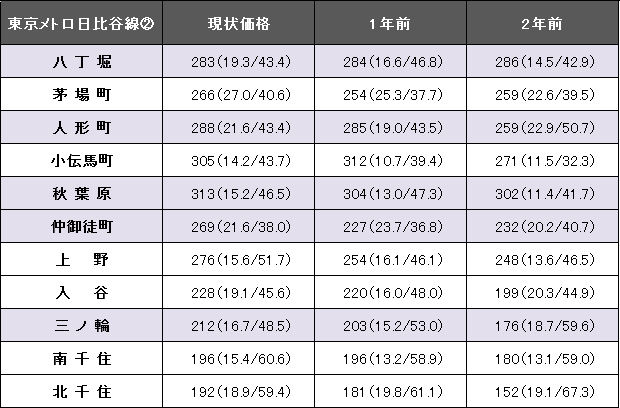 東京メトロ日比谷線② 現状価格 1年前 2年前
八丁堀 283(19.3/43.4) 284(16.6/46.8) 286(14.5/42.9)
茅場町 266(27.0/40.6) 254(25.3/37.7) 259(22.6/39.5)
人形町 288(21.6/43.4) 285(19.0/43.5) 259(22.9/50.7)
小伝馬町 305(14.2/43.7) 312(10.7/39.4) 271(11.5/32.3)
秋葉原 313(15.2/46.5) 304(13.0/47.3) 302(11.4/41.7)
仲御徒町 269(21.6/38.0) 227(23.7/36.8) 232(20.2/40.7)
上野 276(15.6/51.7) 254(16.1/46.1) 248(13.6/46.5)
入谷 228(19.1/45.6) 220(16.0/48.0) 199(20.3/44.9)
三ノ輪 212(16.7/48.5) 203(15.2/53.0) 176(18.7/59.6)
南千住 196(15.4/60.6) 196(13.2/58.9) 180(13.1/59.0)
北千住 192(18.9/59.4) 181(19.8/61.1) 152(19.1/67.3)